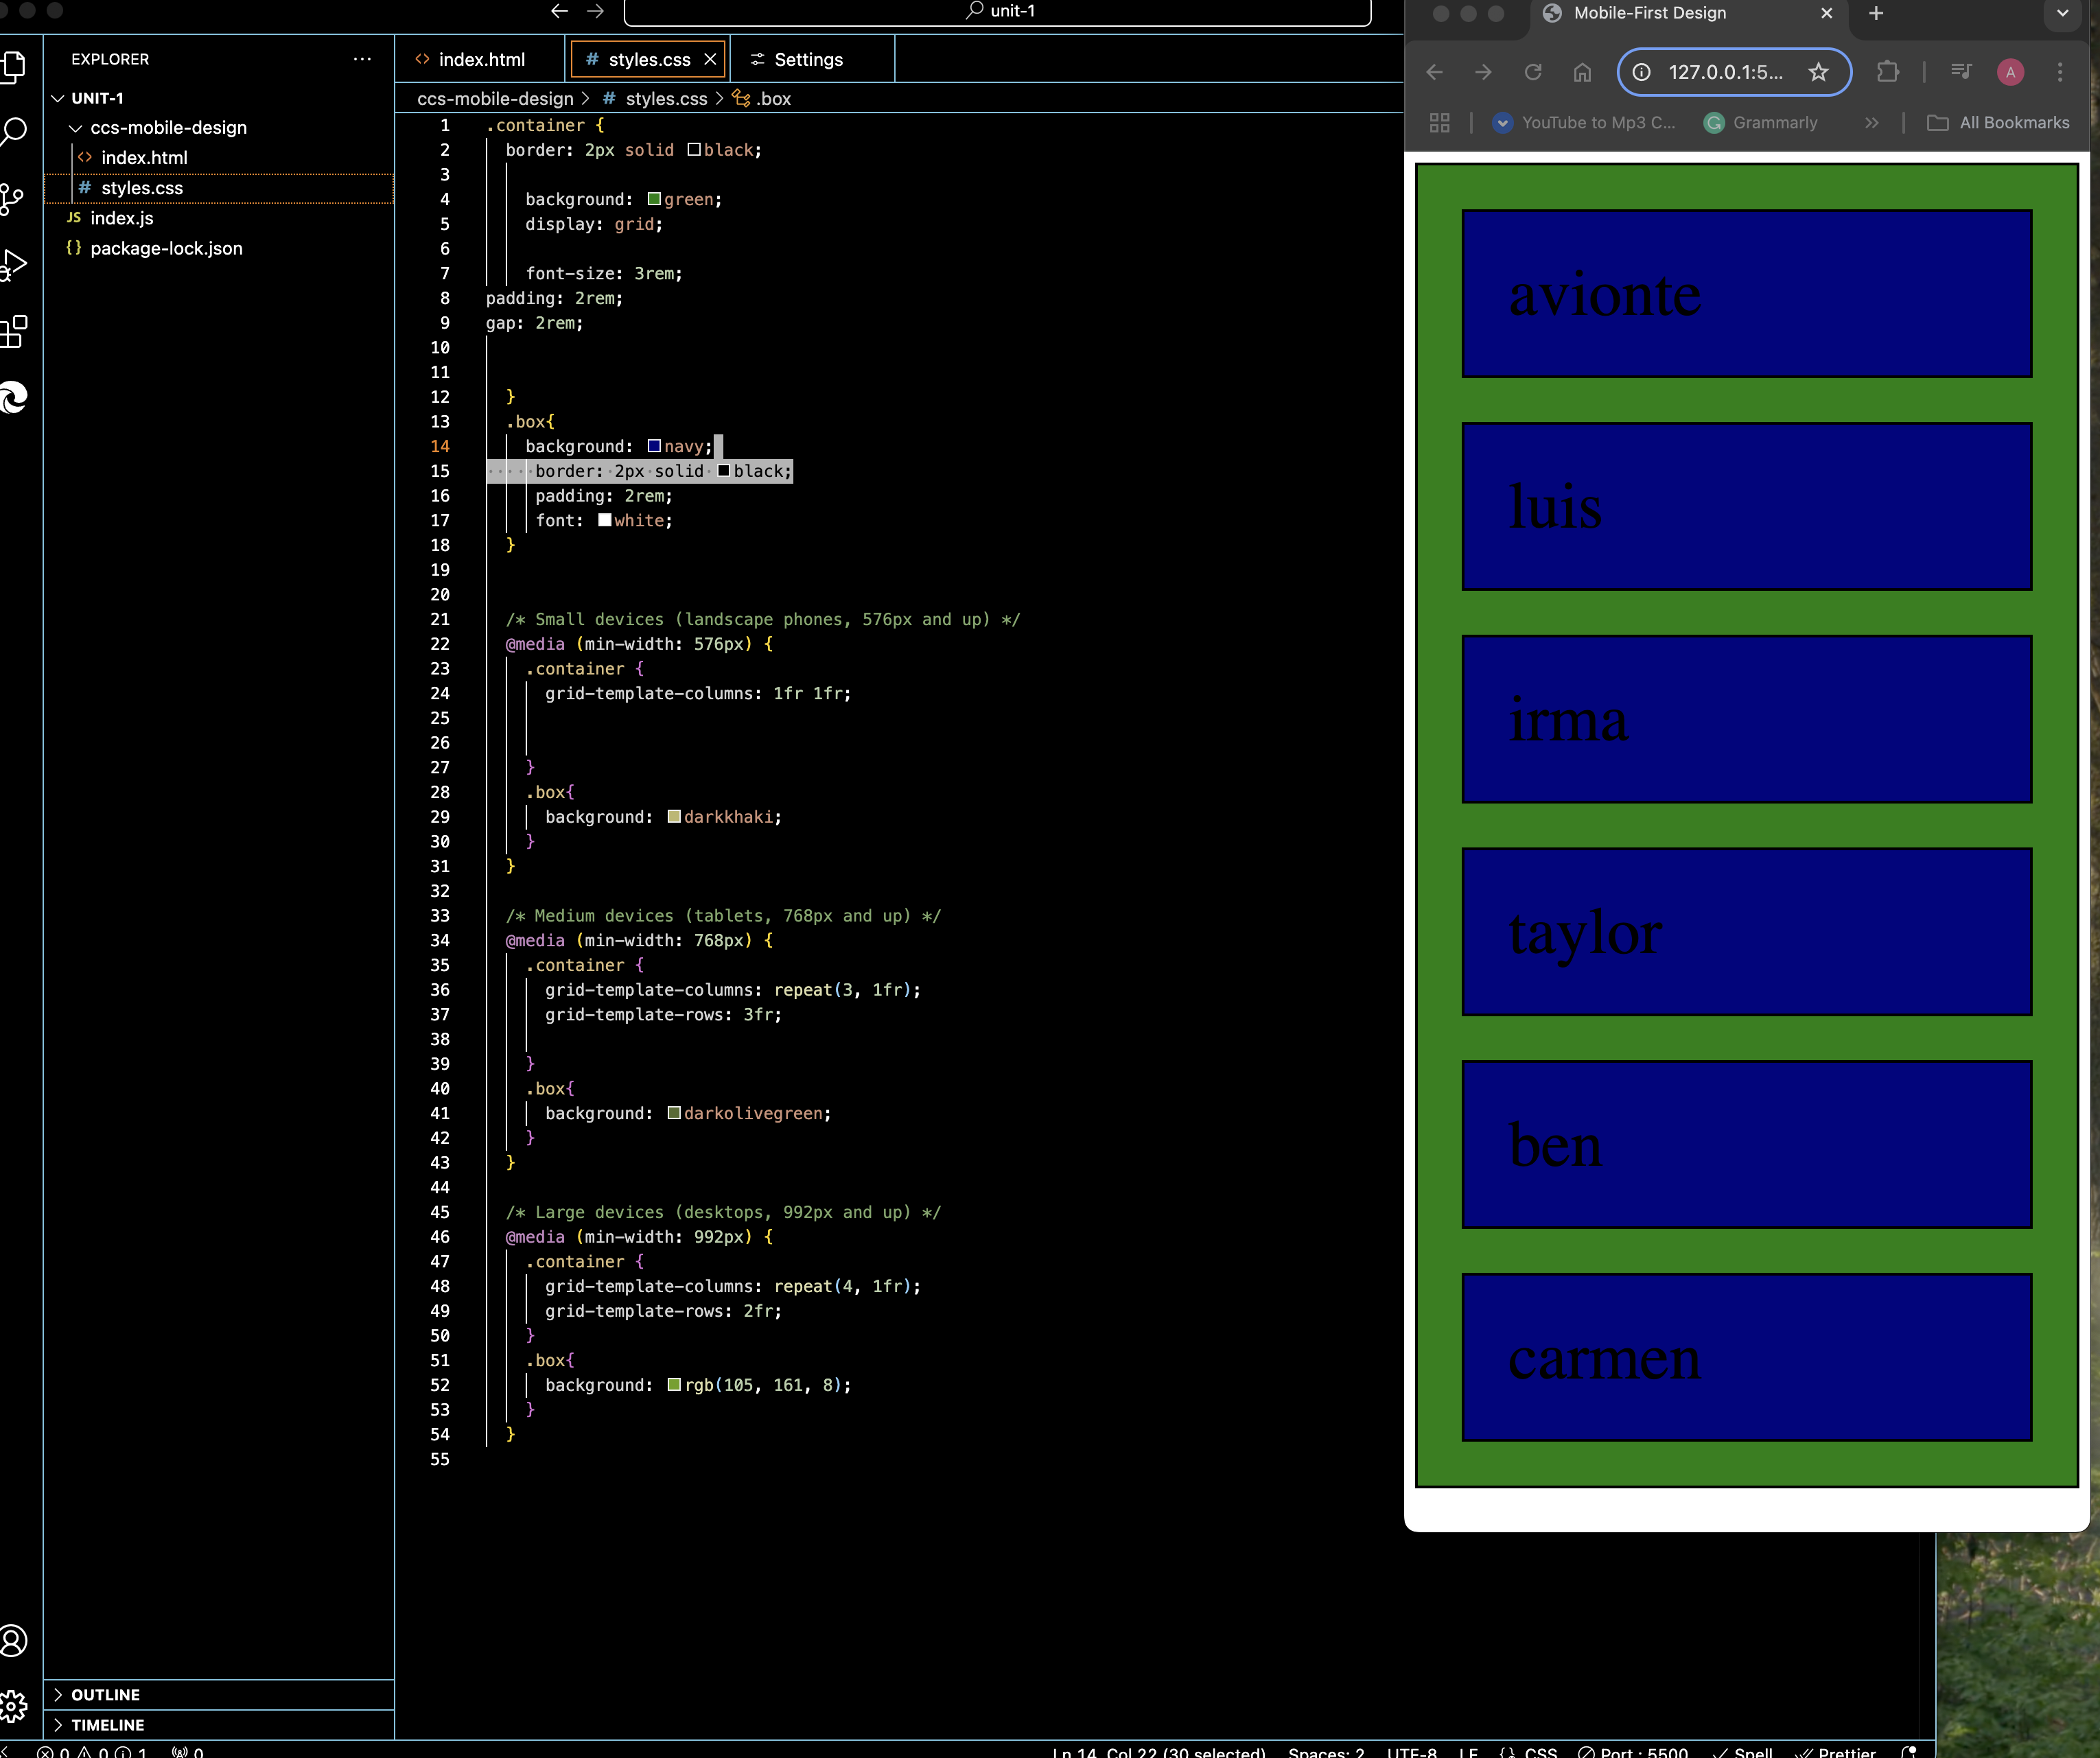 unit-1
EXPLORER
UNIT-1
ccs-mobile-design
<> index.html
# styles.css
JS index.js
{} package-lock.json
OUTLINE
TIMELINE
<> index.html
# styles.css
Settings
ccs-mobile-design > # styles.css > .box
1 .container {
2 border: 2px solid black;
3
4 background: green;
5 display: grid;
6
7 font-size: 3rem;
8 padding: 2rem;
9 gap: 2rem;
10
11
12 }
13 .box{
14 background: navy;
15 border: 2px solid black;
16 padding: 2rem;
17 font: white;
18 }
19
20
21 /* Small devices (landscape phones, 576px and up) */
22 @media (min-width: 576px) {
23 .container {
24 grid-template-columns: 1fr 1fr;
25
26
27 }
28 .box{
29 background: darkkhaki;
30 }
31 }
32
33 /* Medium devices (tablets, 768px and up) */
34 @media (min-width: 768px) {
35 .container {
36 grid-template-columns: repeat(3, 1fr);
37 grid-template-rows: 3fr;
38
39 }
40 .box{
41 background: darkolivegreen;
42 }
43 }
44
45 /* Large devices (desktops, 992px and up) */
46 @media (min-width: 992px) {
47 .container {
48 grid-template-columns: repeat(4, 1fr);
49 grid-template-rows: 2fr;
50 }
51 .box{
52 background: rgb(105, 161, 8);
53 }
54 }
55
0 0 1 0
Ln 14, Col 22 (30 selected) Spaces: 2 UTF-8 LF {} CSS Port : 5500 Spell Prettier
Mobile-First Design
127.0.0.1:5...
A
YouTube to Mp3 C... Grammarly » All Bookmarks
avionte
luis
irma
taylor
ben
carmen